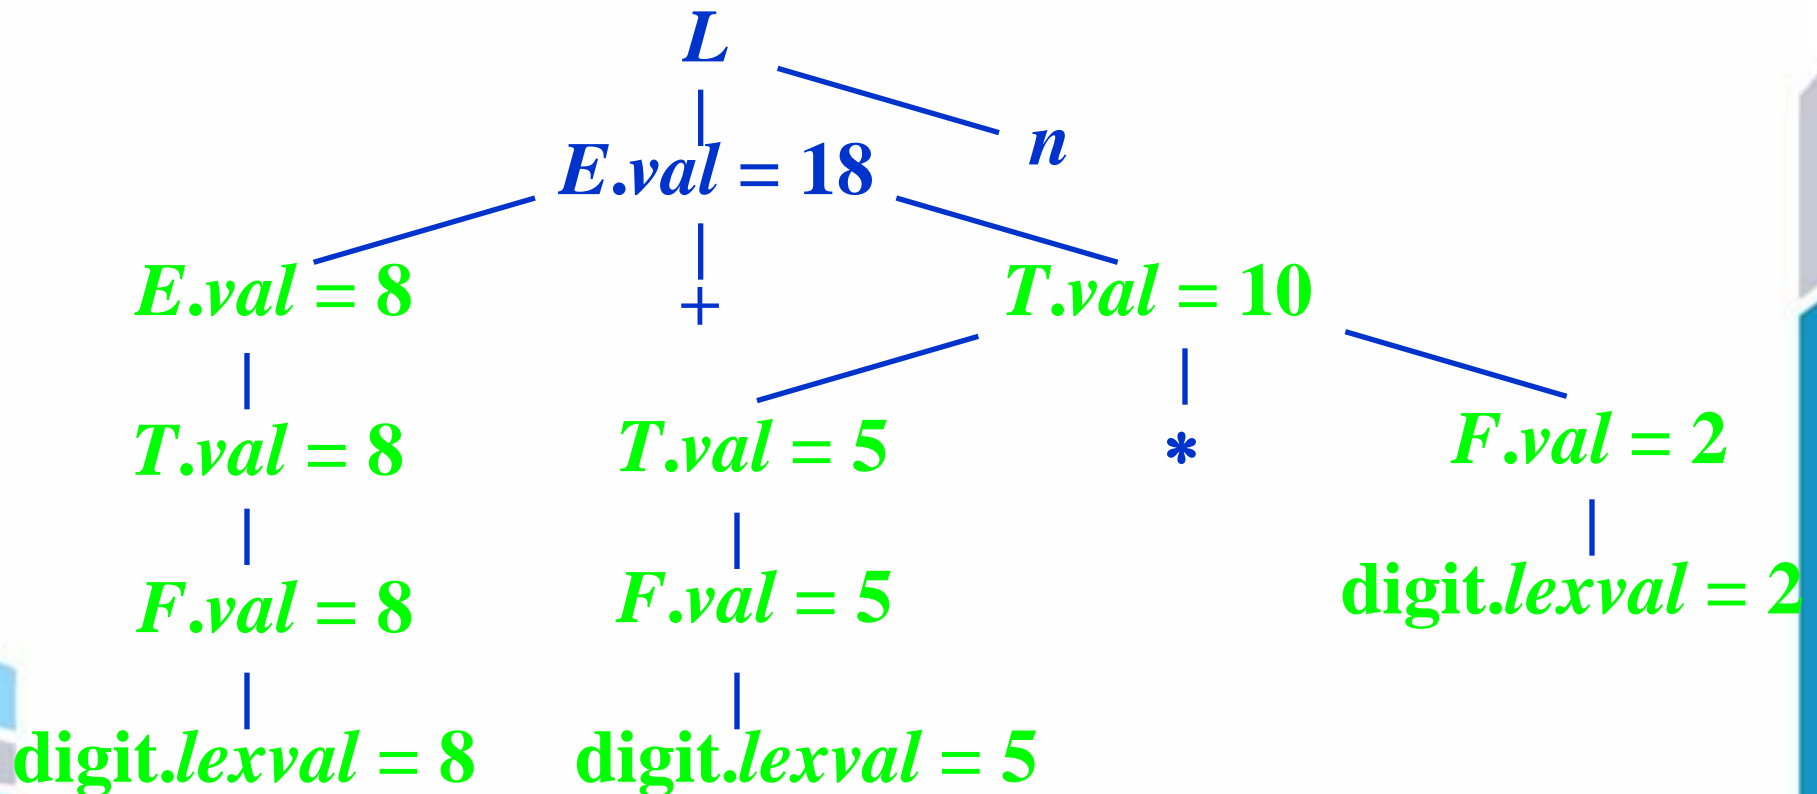 L
n
E.val = 18
E.val = 8 + T.val = 10
T.val = 8 T.val = 5 * F.val = 2
F.val = 8 F.val = 5 digit.lexval = 2
digit.lexval = 8 digit.lexval = 5